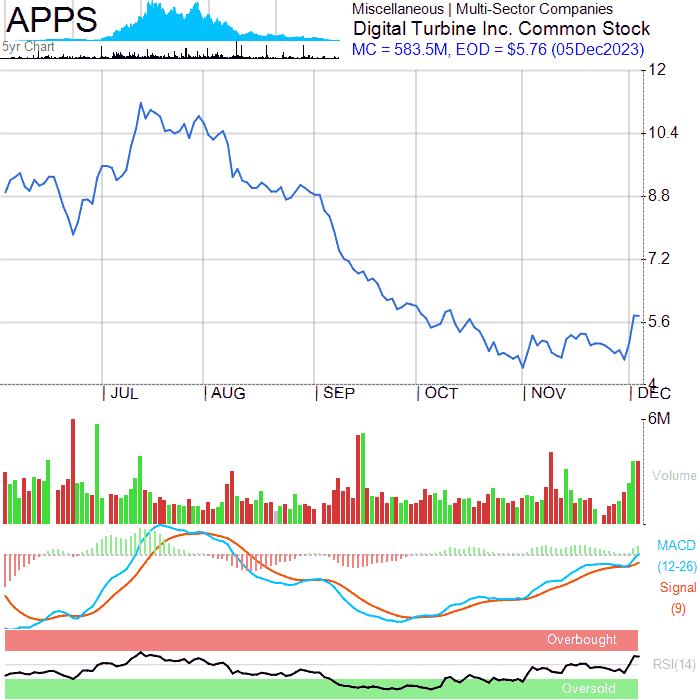 APPS
5yr Chart
Miscellaneous | Multi-Sector Companies
Digital Turbine Inc. Common Stock
MC = 583.5M, EOD = $5.76 (05Dec2023)
12
10.4
8.8
7.2
5.6
4
JUL AUG SEP OCT NOV DEC
6M
Volume
MACD
(12-26)
Signal
(9)
Overbought
RSI(14)
Oversold